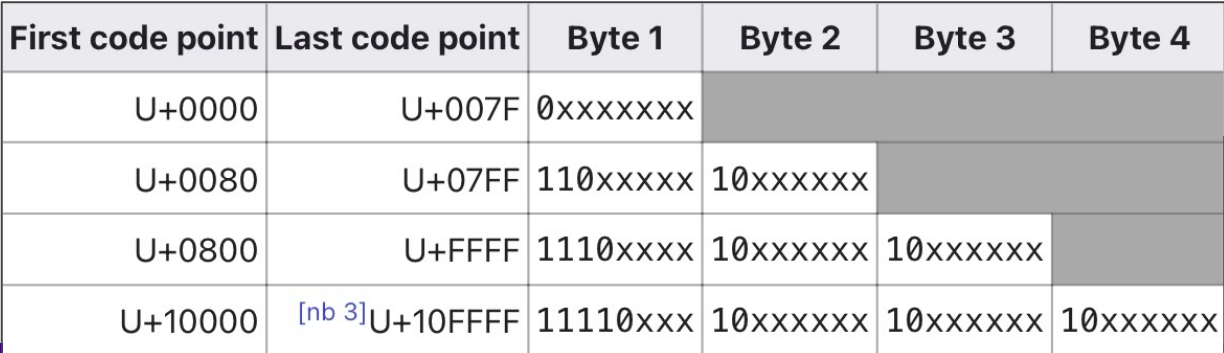 First code point Last code point Byte 1 Byte 2 Byte 3 Byte 4
U+0000 U+007F 0xxxxxxx
U+0080 U+07FF 110xxxxx 10xxxxxx
U+0800 U+FFFF 1110xxxx 10xxxxxx 10xxxxxx
U+10000 [nb 3]U+10FFFF 11110xxx 10xxxxxx 10xxxxxx 10xxxxxx